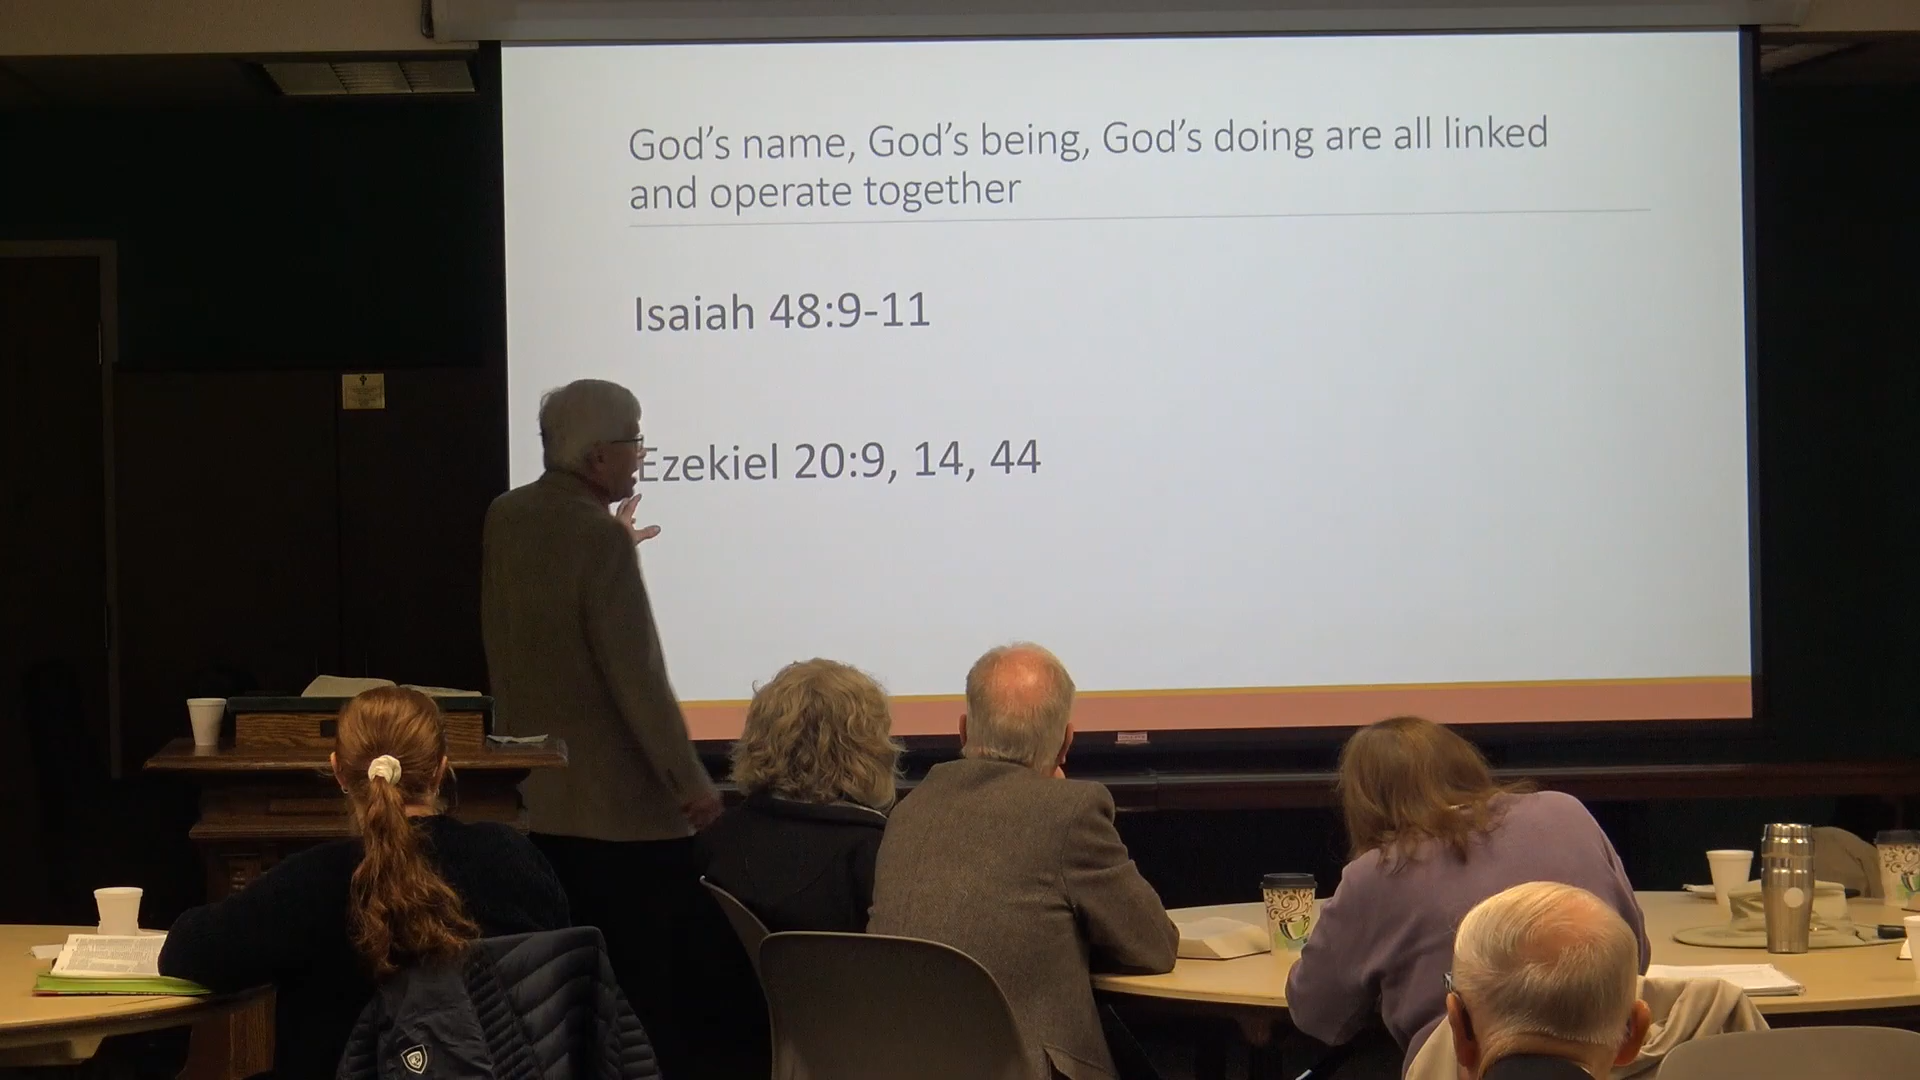 God's name, God's being, God's doing are all linked
and operate together
Isaiah 48:9-11
Ezekiel 20:9, 14, 44